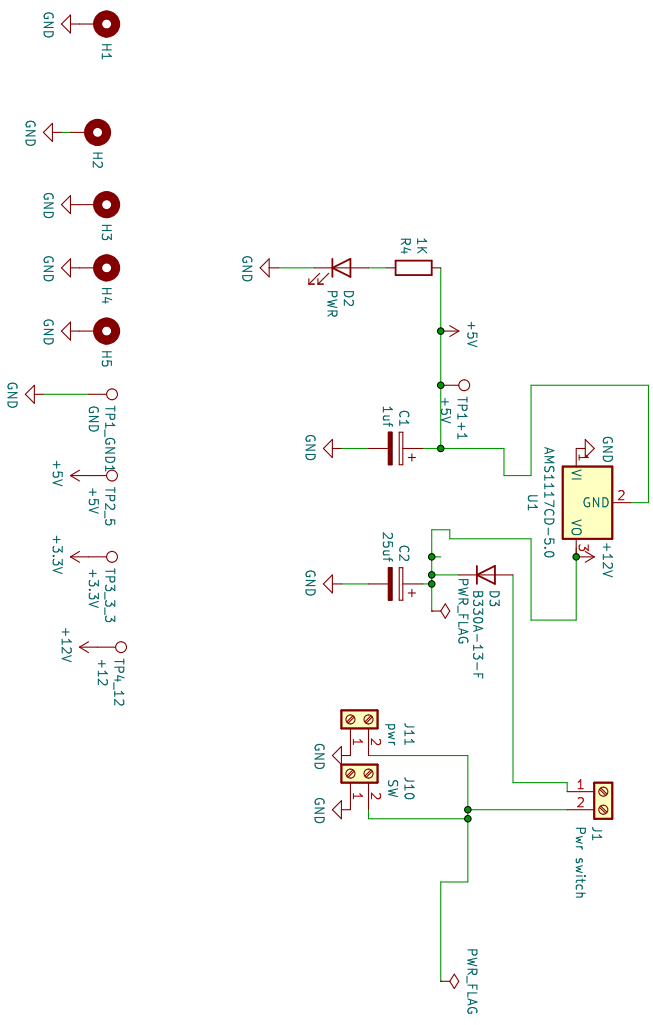 GND
H1
GND
H2
GND
H3
GND
H4
GND
H5
GND
TP1_GND1
GND
+5V
TP2_5
+5V
+3.3V
TP3_3_3
+3.3V
+12V
TP4_12
+12
GND
1K
R4
D2
PWR
+5V
TP1+1
+5V
GND
C1
1uf
+
GND
1
VI
GND
2
VO
3
+12V
U1
AMS1117CD-5.0
GND
C2
25uf
+
D3
B330A-13-F
PWR_FLAG
J11
pwr
1
2
GND
J10
SW
1
2
GND
1
2
J1
Pwr switch
PWR_FLAG